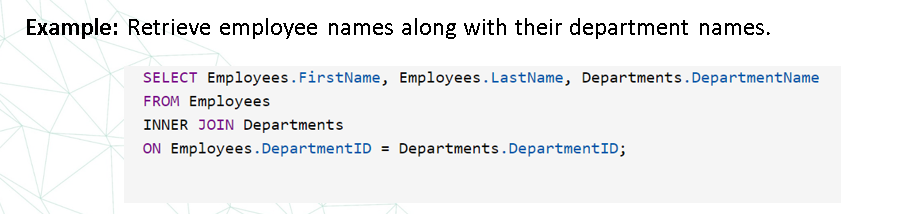 Example: Retrieve employee names along with their department names.
SELECT Employees.FirstName, Employees.LastName, Departments.DepartmentName
FROM Employees
INNER JOIN Departments
ON Employees.DepartmentID = Departments.DepartmentID;